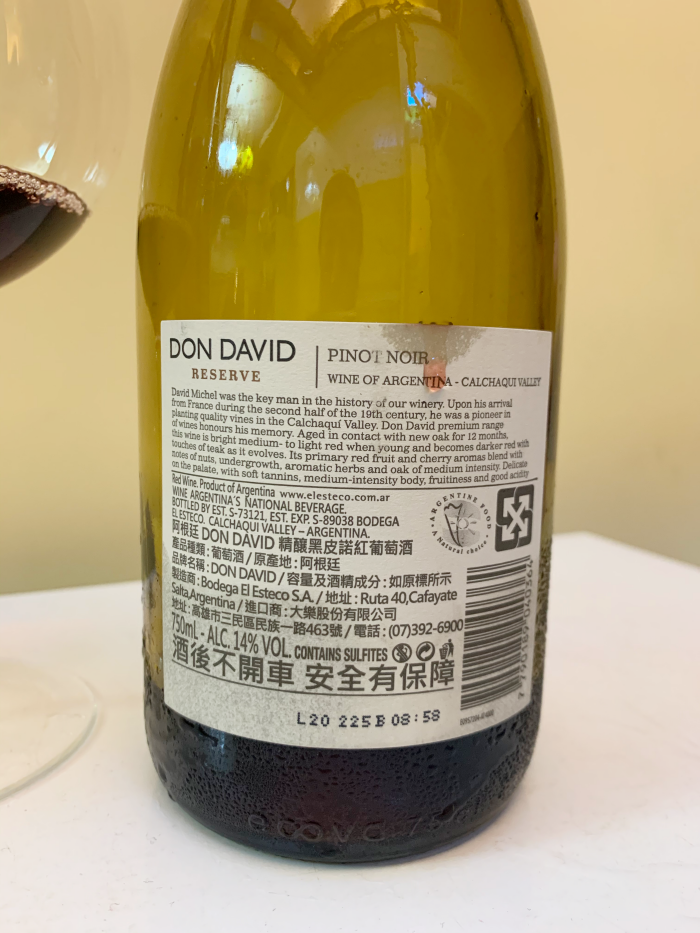 DON DAVID
RESERVE
PINOT NOIR
WINE OF ARGENTINA - CALCHAQUI VALLEY
David Michel was the key man in the history of our winery. Upon his arrival
from France during the second half of the 19th century, he was a pioneer in
planting quality vines in the Calchaquí Valley. Don David premium range
of wines honours his memory. Aged in contact with new oak for 12 months,
this wine is bright medium- to light red when young and becomes darker red with
touches of teak as it evolves. Its primary red fruit and cherry aromas blend with
notes of nuts, undergrowth, aromatic herbs and oak of medium intensity. Delicate
on the palate, with soft tannins, medium-intensity body, fruitiness and good acidity
Red Wine. Product of Argentina www.elesteco.com.ar
WINE ARGENTINA'S NATIONAL BEVERAGE.
BOTTLED BY EST. S-73121, EST. EXP. S-89038 BODEGA
EL ESTECO. CALCHAQUI VALLEY – ARGENTINA.
ARGENTINE FOOD
A Natural choice
阿根廷 DON DAVID 精釀黑皮諾紅葡萄酒
產品種類：葡萄酒 / 原產地：阿根廷
品牌名稱：DON DAVID / 容量及酒精成分：如原標所示
製造商：Bodega El Esteco S.A. / 地址：Ruta 40,Cafayate
Salta,Argentina / 進口商：大樂股份有限公司
地址：高雄市三民區民族一路463號 / 電話：(07)392-6900
750mL - ALC. 14% VOL. CONTAINS SULFITES
酒後不開車 安全有保障
L20 225B 08:58